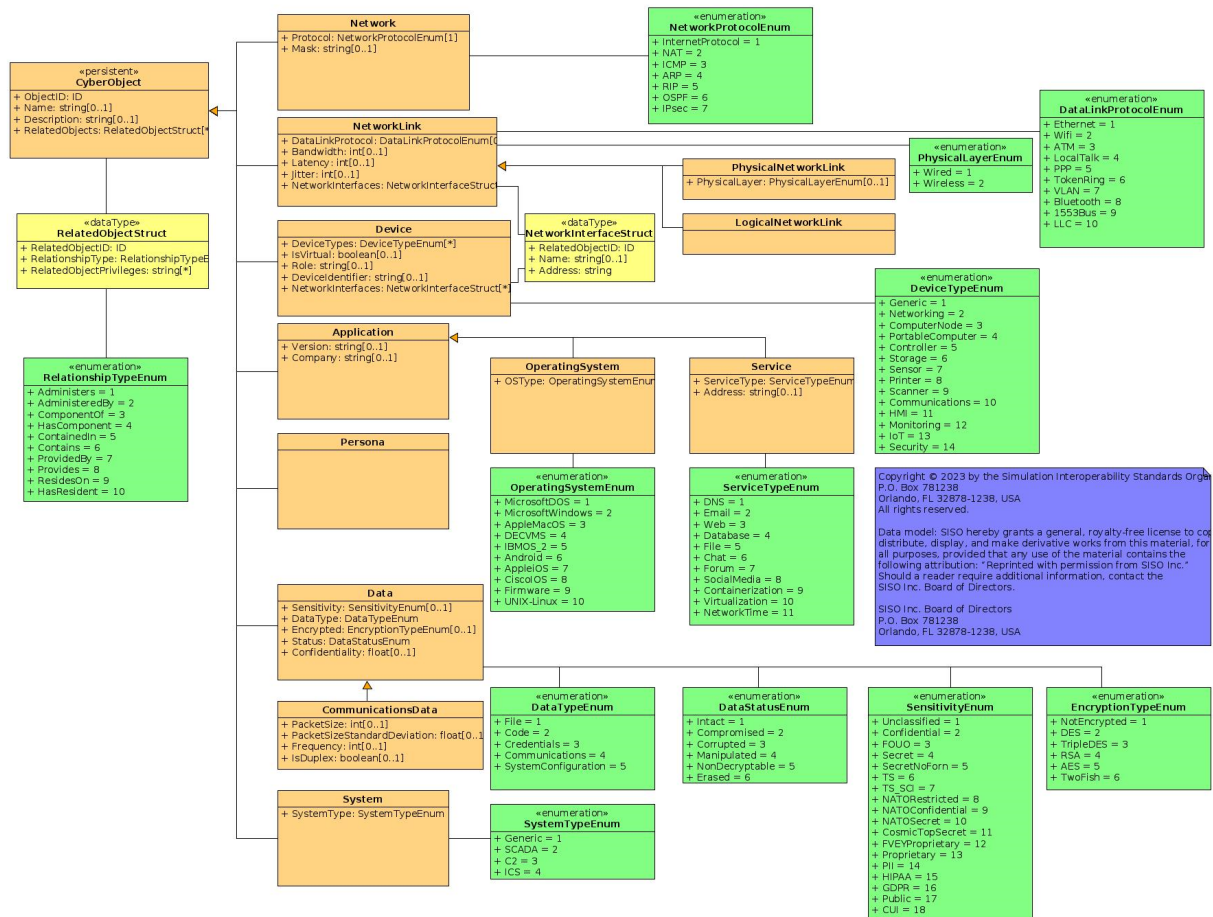 Network
+ Protocol: NetworkProtocolEnum[1]
+ Mask: string[0..1]
«enumeration»
NetworkProtocolEnum
+ InternetProtocol = 1
+ NAT = 2
+ ICMP = 3
+ ARP = 4
+ RIP = 5
+ OSPF = 6
+ IPsec = 7
«persistent»
CyberObject
+ ObjectID: ID
+ Name: string[0..1]
+ Description: string[0..1]
+ RelatedObjects: RelatedObjectStruct[*
NetworkLink
+ DataLinkProtocol: DataLinkProtocolEnum[0
+ Bandwidth: int[0..1]
+ Latency: int[0..1]
+ Jitter: int[0..1]
+ NetworkInterfaces: NetworkInterfaceStruct
«enumeration»
DataLinkProtocolEnum
+ Ethernet = 1
+ Wifi = 2
+ ATM = 3
+ LocalTalk = 4
+ PPP = 5
+ TokenRing = 6
+ VLAN = 7
+ Bluetooth = 8
+ 1553Bus = 9
+ LLC = 10
«enumeration»
PhysicalLayerEnum
+ Wired = 1
+ Wireless = 2
PhysicalNetworkLink
+ PhysicalLayer: PhysicalLayerEnum[0..1]
LogicalNetworkLink
«dataType»
RelatedObjectStruct
+ RelatedObjectID: ID
+ RelationshipType: RelationshipTypeE
+ RelatedObjectPrivileges: string[*]
Device
+ DeviceTypes: DeviceTypeEnum[*]
+ IsVirtual: boolean[0..1]
+ Role: string[0..1]
+ DeviceIdentifier: string[0..1]
+ NetworkInterfaces: NetworkInterfaceStruct[*]
«dataType»
NetworkInterfaceStruct
+ RelatedObjectID: ID
+ Name: string[0..1]
+ Address: string
«enumeration»
DeviceTypeEnum
+ Generic = 1
+ Networking = 2
+ ComputerNode = 3
+ PortableComputer = 4
+ Controller = 5
+ Storage = 6
+ Sensor = 7
+ Printer = 8
+ Scanner = 9
+ Communications = 10
+ HMI = 11
+ Monitoring = 12
+ IoT = 13
+ Security = 14
Application
+ Version: string[0..1]
+ Company: string[0..1]
OperatingSystem
+ OSType: OperatingSystemEnum
Service
+ ServiceType: ServiceTypeEnum
+ Address: string[0..1]
«enumeration»
RelationshipTypeEnum
+ Administers = 1
+ AdministeredBy = 2
+ ComponentOf = 3
+ HasComponent = 4
+ ContainedIn = 5
+ Contains = 6
+ ProvidedBy = 7
+ Provides = 8
+ ResidesOn = 9
+ HasResident = 10
Persona
«enumeration»
OperatingSystemEnum
+ MicrosoftDOS = 1
+ MicrosoftWindows = 2
+ AppleMacOS = 3
+ DECVMS = 4
+ IBMOS_2 = 5
+ Android = 6
+ AppleiOS = 7
+ CiscoIOS = 8
+ Firmware = 9
+ UNIX-Linux = 10
«enumeration»
ServiceTypeEnum
+ DNS = 1
+ Email = 2
+ Web = 3
+ Database = 4
+ File = 5
+ Chat = 6
+ Forum = 7
+ SocialMedia = 8
+ Containerization = 9
+ Virtualization = 10
+ NetworkTime = 11
Copyright © 2023 by the Simulation Interoperability Standards Orga
P.O. Box 781238
Orlando, FL 32878-1238, USA
All rights reserved.
Data model: SISO hereby grants a general, royalty-free license to cop
distribute, display, and make derivative works from this material, for
all purposes, provided that any use of the material contains the
following attribution: "Reprinted with permission from SISO Inc."
Should a reader require additional information, contact the
SISO Inc. Board of Directors.
SISO Inc. Board of Directors
P.O. Box 781238
Orlando, FL 32878-1238, USA
Data
+ Sensitivity: SensitivityEnum[0..1]
+ DataType: DataTypeEnum
+ Encrypted: EncryptionTypeEnum[0..1]
+ Status: DataStatusEnum
+ Confidentiality: float[0..1]
CommunicationsData
+ PacketSize: int[0..1]
+ PacketSizeStandardDeviation: float[0..1
+ Frequency: int[0..1]
+ IsDuplex: boolean[0..1]
«enumeration»
DataTypeEnum
+ File = 1
+ Code = 2
+ Credentials = 3
+ Communications = 4
+ SystemConfiguration = 5
«enumeration»
DataStatusEnum
+ Intact = 1
+ Compromised = 2
+ Corrupted = 3
+ Manipulated = 4
+ NonDecryptable = 5
+ Erased = 6
«enumeration»
SensitivityEnum
+ Unclassified = 1
+ Confidential = 2
+ FOUO = 3
+ Secret = 4
+ SecretNoForn = 5
+ TS = 6
+ TS_SCI = 7
+ NATORestricted = 8
+ NATOConfidential = 9
+ NATOSecret = 10
+ CosmicTopSecret = 11
+ FVEYProprietary = 12
+ Proprietary = 13
+ PII = 14
+ HIPAA = 15
+ GDPR = 16
+ Public = 17
+ CUI = 18
«enumeration»
EncryptionTypeEnum
+ NotEncrypted = 1
+ DES = 2
+ TripleDES = 3
+ RSA = 4
+ AES = 5
+ TwoFish = 6
System
+ SystemType: SystemTypeEnum
«enumeration»
SystemTypeEnum
+ Generic = 1
+ SCADA = 2
+ C2 = 3
+ ICS = 4